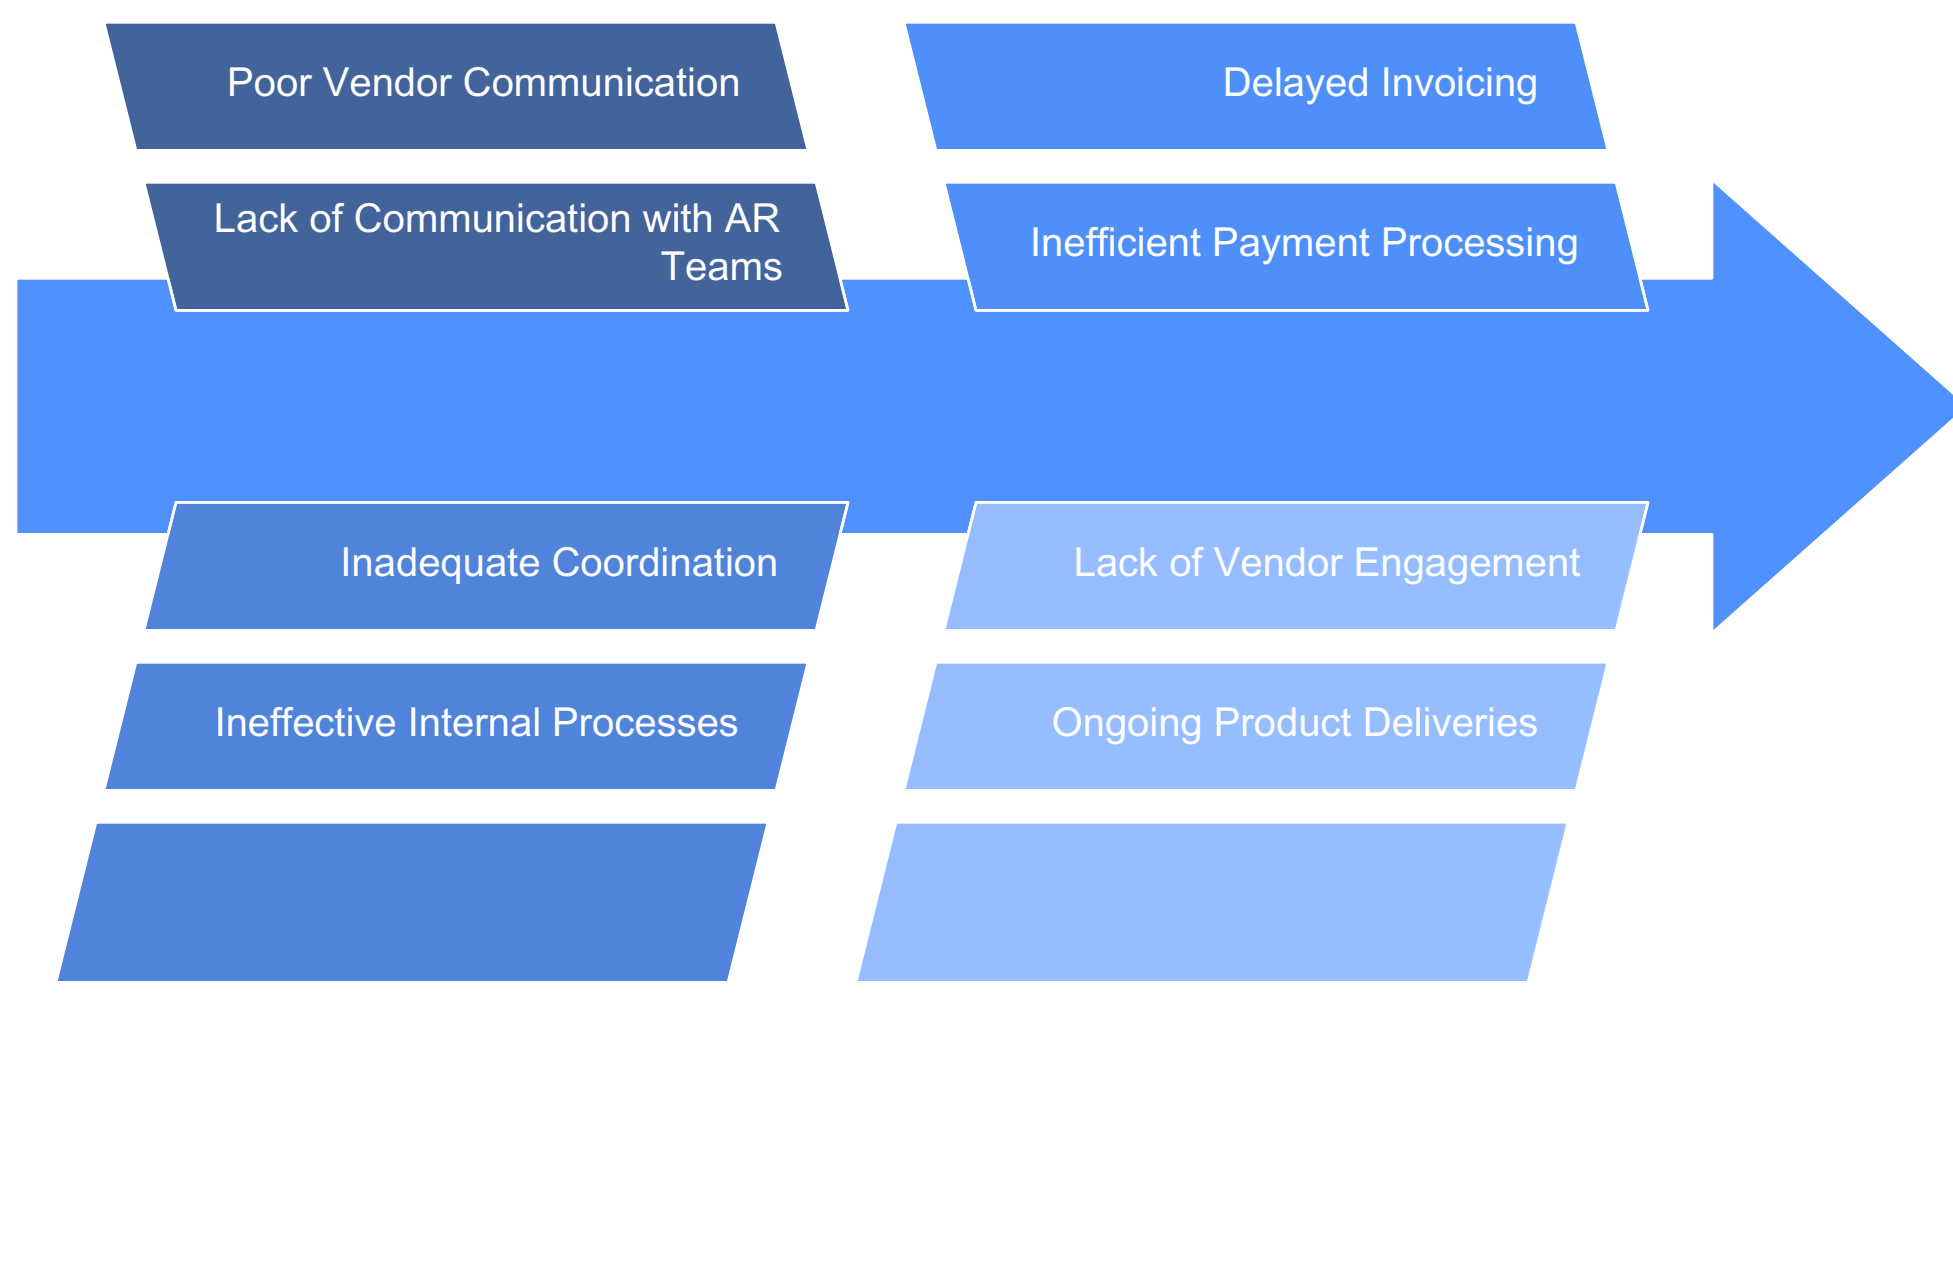 Poor Vendor Communication
Delayed Invoicing
Lack of Communication with AR
Teams
Inefficient Payment Processing
Inadequate Coordination
Lack of Vendor Engagement
Ineffective Internal Processes
Ongoing Product Deliveries